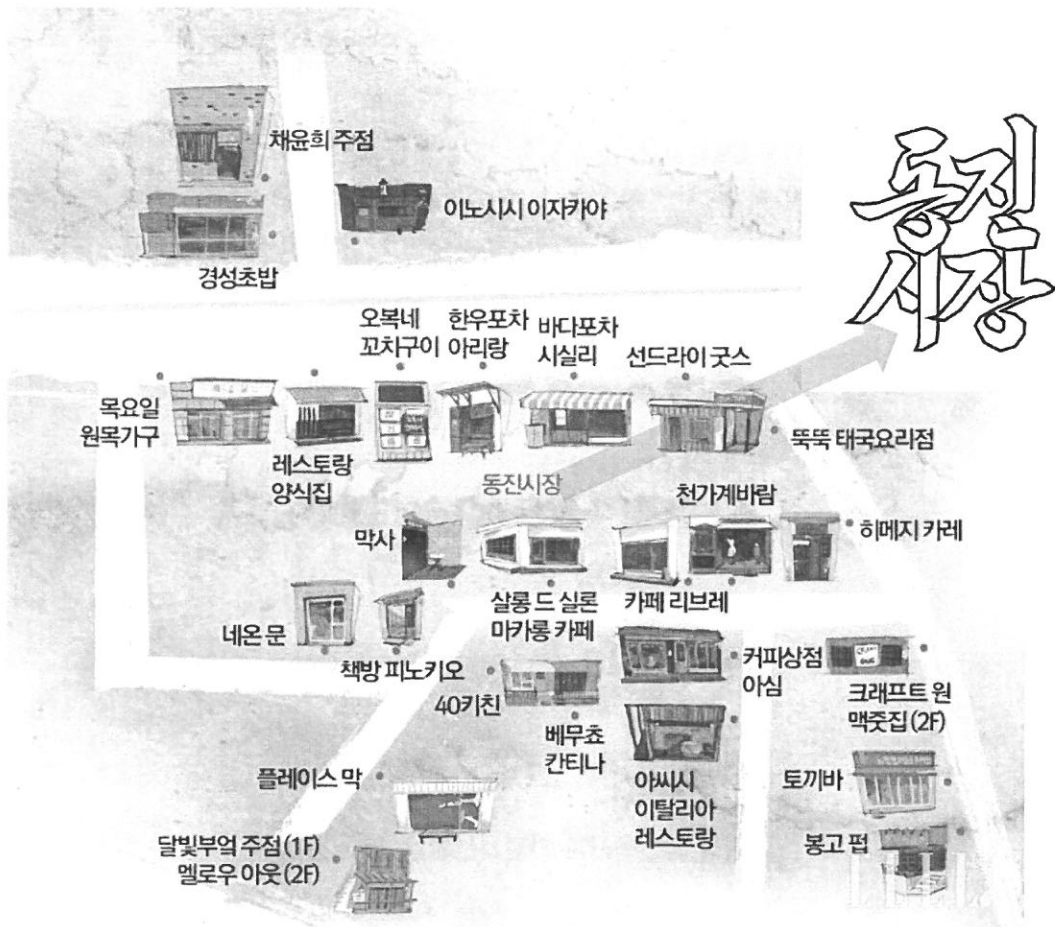 채윤희 주점
동진
시장
이노시시 이자카야
경성초밥
오복네
꼬치구이
한우포차
아리랑
바다포차
시실리
선드라이 굿스
목요일
원목가구
레스토랑
양식집
뚝뚝 태국요리점
동진시장
천가게바람
막사
히메지 카레
살롱 드 실론
마카롱 카페
카페 리브레
네온 문
책방 피노키오
40키친
커피상점
아심
크래프트 원
맥줏집 (2F)
베무쵸
칸티나
플레이스 막
아씨시
이탈리아
레스토랑
토끼바
달빛부엌 주점 (1F)
멜로우 아웃 (2F)
봉고 펍